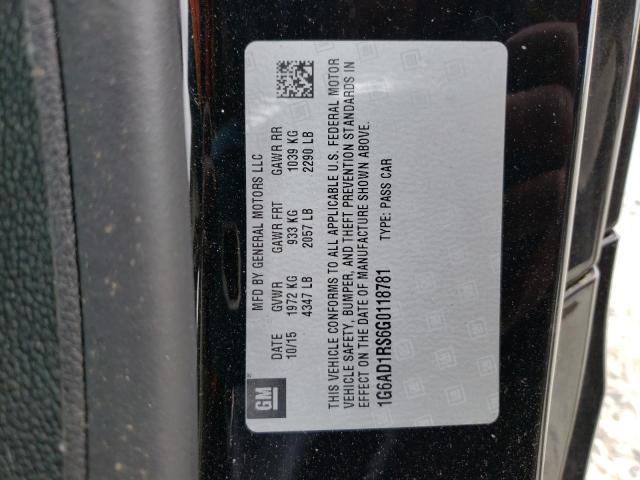 GM
MFD BY GENERAL MOTORS LLC
DATE GVWR GAWR FRT GAWR RR
10/15 1972 KG 933 KG 1039 KG
4347 LB 2057 LB 2290 LB
THIS VEHICLE CONFORMS TO ALL APPLICABLE U.S. FEDERAL MOTOR
VEHICLE SAFETY, BUMPER, AND THEFT PREVENTION STANDARDS IN
EFFECT ON THE DATE OF MANUFACTURE SHOWN ABOVE.
1G6AD1RS6G0118781 TYPE: PASS CAR